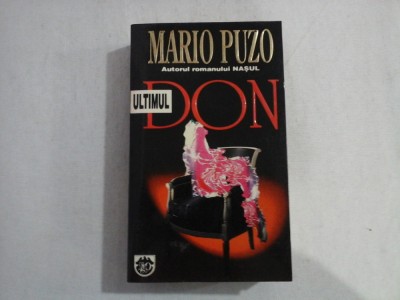 MARIO PUZO
Autorul romanului NAȘUL
ULTIMUL
DON